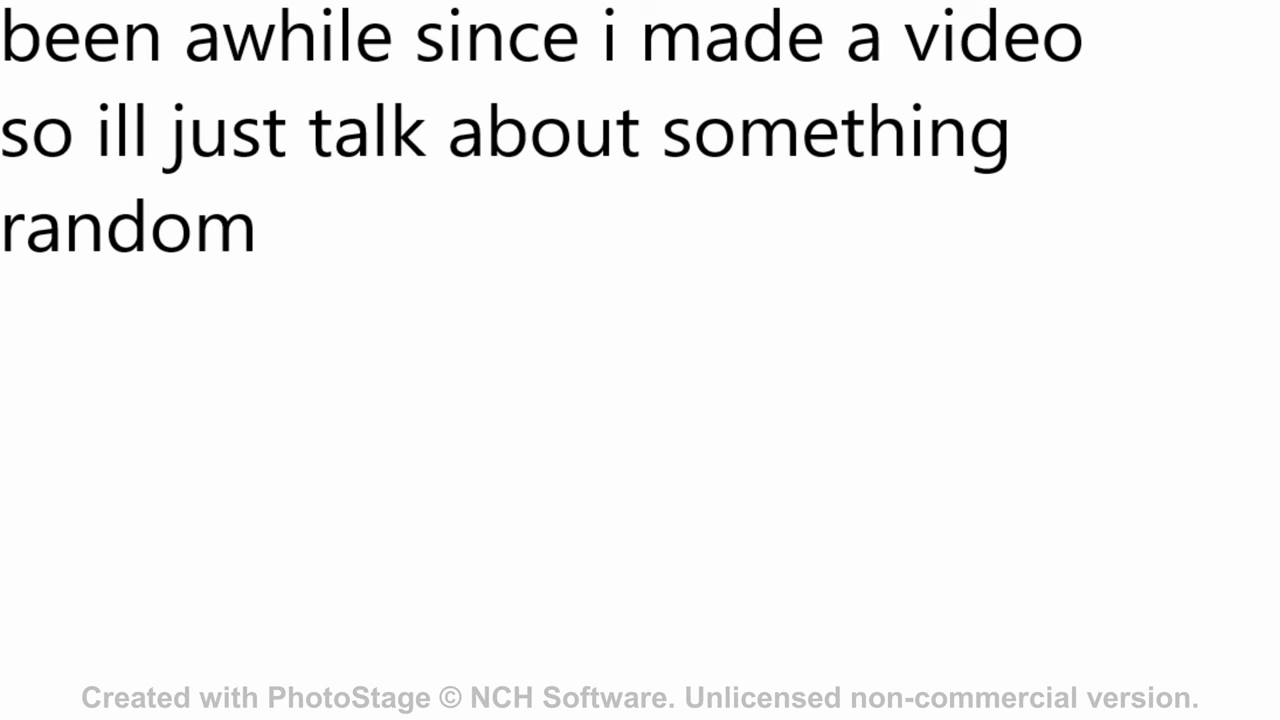 been awhile since i made a video
so ill just talk about something
random
Created with PhotoStage © NCH Software. Unlicensed non-commercial version.